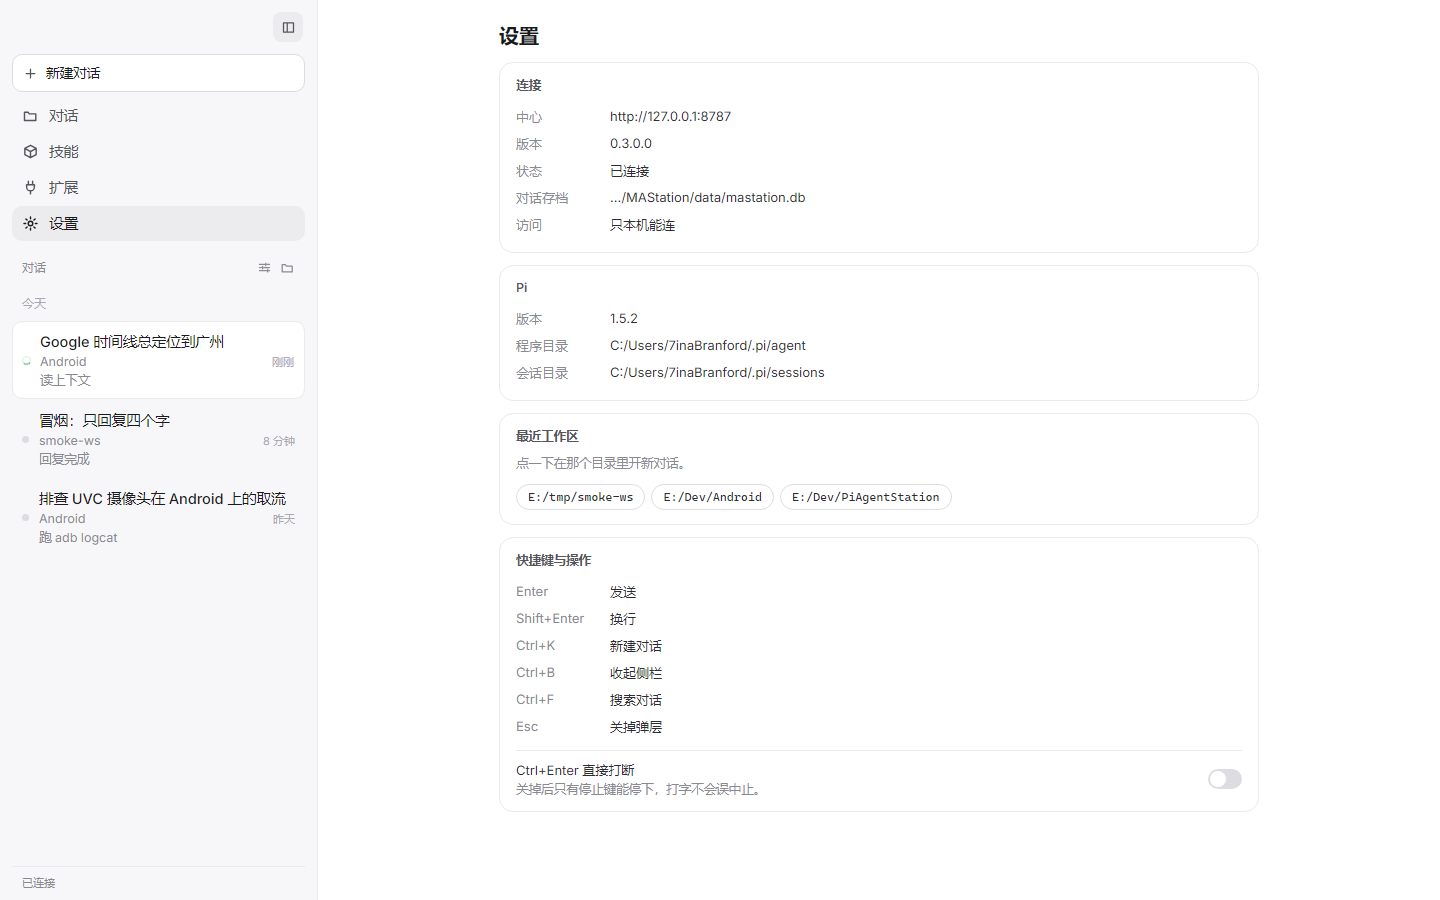 新建对话
对话
技能
扩展
设置
对话
今天
Google 时间线总定位到广州
Android 刚刚
读上下文
冒烟：只回复四个字
smoke-ws 8 分钟
回复完成
排查 UVC 摄像头在 Android 上的取流
Android 昨天
跑 adb logcat
已连接
设置
连接
中心 http://127.0.0.1:8787
版本 0.3.0.0
状态 已连接
对话存档 .../MAStation/data/mastation.db
访问 只本机能连
Pi
版本 1.5.2
程序目录 C:/Users/7inaBranford/.pi/agent
会话目录 C:/Users/7inaBranford/.pi/sessions
最近工作区
点一下在那个目录里开新对话。
E:/tmp/smoke-ws E:/Dev/Android E:/Dev/PiAgentStation
快捷键与操作
Enter 发送
Shift+Enter 换行
Ctrl+K 新建对话
Ctrl+B 收起侧栏
Ctrl+F 搜索对话
Esc 关掉弹层
Ctrl+Enter 直接打断
关掉后只有停止键能停下，打字不会误中止。